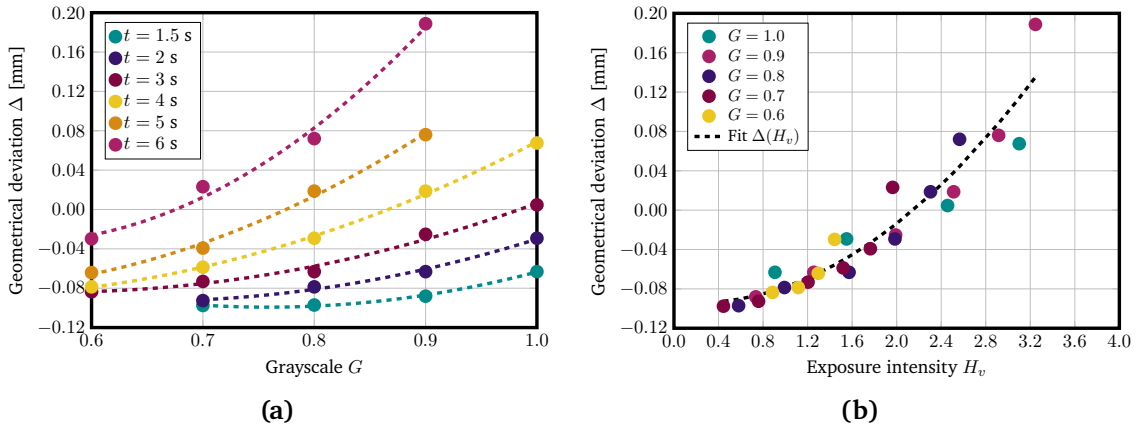 0.20
0.16
0.12
0.08
0.04
0.00
−0.04
−0.08
−0.12
Geometrical deviation Δ [mm]
t = 1.5 s
t = 2 s
t = 3 s
t = 4 s
t = 5 s
t = 6 s
0.6 0.7 0.8 0.9 1.0
Grayscale G
(a)
0.20
0.16
0.12
0.08
0.04
0.00
−0.04
−0.08
−0.12
Geometrical deviation Δ [mm]
G = 1.0
G = 0.9
G = 0.8
G = 0.7
G = 0.6
Fit Δ(Hᵥ)
0.0 0.4 0.8 1.2 1.6 2.0 2.4 2.8 3.2 3.6 4.0
Exposure intensity Hᵥ
(b)